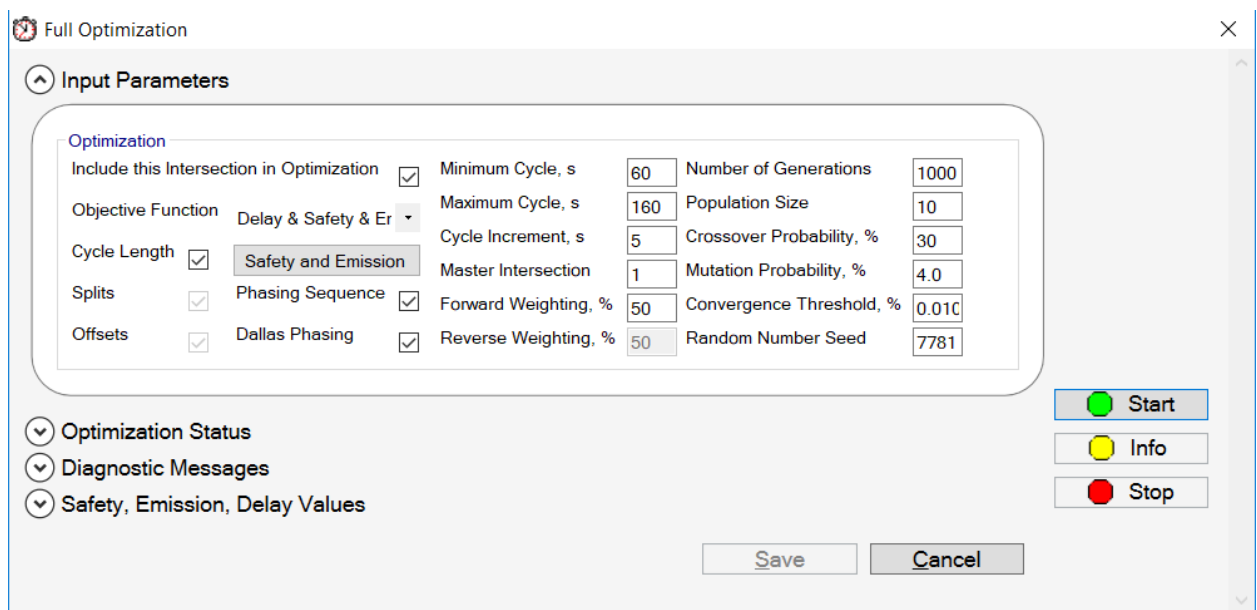 Full Optimization
Input Parameters
Optimization
Include this Intersection in Optimization
Minimum Cycle, s 60
Number of Generations 1000
Objective Function Delay & Safety & Er
Maximum Cycle, s 160
Population Size 10
Cycle Length
Safety and Emission
Cycle Increment, s 5
Crossover Probability, % 30
Master Intersection 1
Mutation Probability, % 4.0
Splits
Phasing Sequence
Forward Weighting, % 50
Convergence Threshold, % 0.010
Offsets
Dallas Phasing
Reverse Weighting, % 50
Random Number Seed 7781
Start
Optimization Status
Info
Diagnostic Messages
Stop
Safety, Emission, Delay Values
Save
Cancel